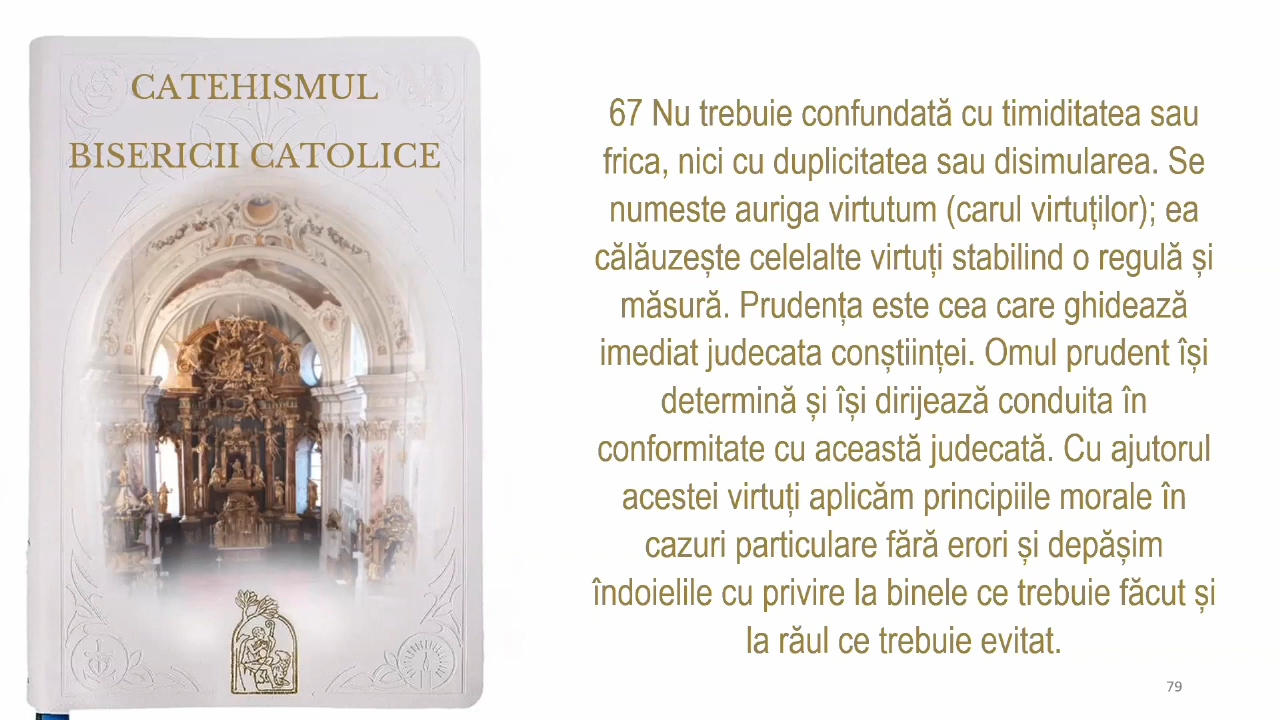 CATEHISMUL
BISERICII CATOLICE
67 Nu trebuie confundată cu timiditatea sau
frica, nici cu duplicitatea sau disimularea. Se
numeste auriga virtutum (carul virtuților); ea
călăuzește celelalte virtuți stabilind o regulă și
măsură. Prudența este cea care ghidează
imediat judecata conștiinței. Omul prudent își
determină și își dirijează conduita în
conformitate cu această judecată. Cu ajutorul
acestei virtuți aplicăm principiile morale în
cazuri particulare fără erori și depășim
îndoielile cu privire la binele ce trebuie făcut și
la răul ce trebuie evitat.
79